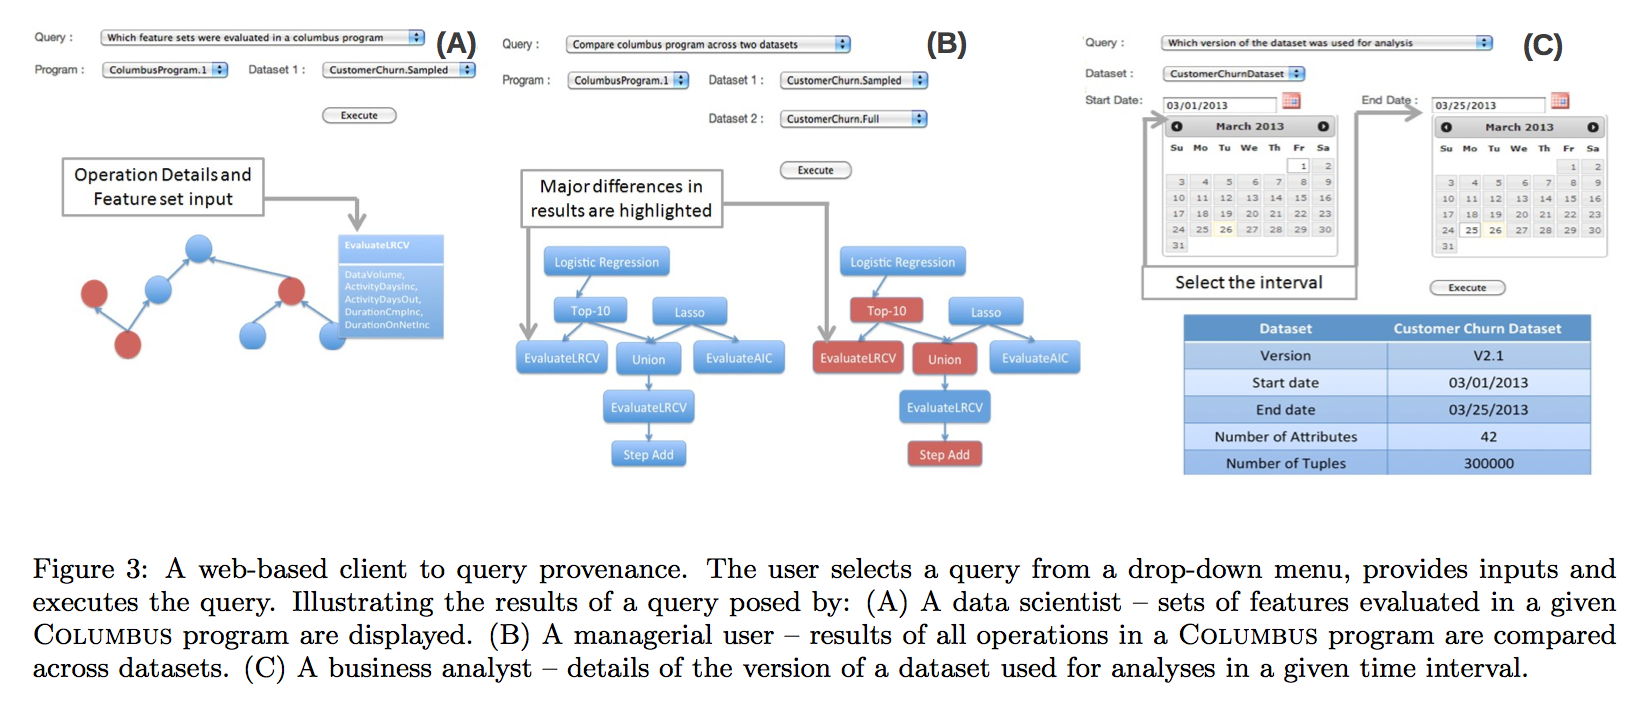 Query : Which feature sets were evaluated in a columbus program (A)
Program : ColumbusProgram.1 Dataset 1 : CustomerChurn.Sampled
Execute
Operation Details and
Feature set input
EvaluateLRCV
DataVolume,
ActivityDaysInc,
ActivityDaysOut,
DurationCmpInc,
DurationOnNetInc
Query : Compare columbus program across two datasets (B)
Program : ColumbusProgram.1 Dataset 1 : CustomerChurn.Sampled
Dataset 2 : CustomerChurn.Full
Execute
Major differences in
results are highlighted
Logistic Regression
Top-10 Lasso
EvaluateLRCV Union EvaluateAIC
EvaluateLRCV
Step Add
Logistic Regression
Top-10 Lasso
EvaluateLRCV Union EvaluateAIC
EvaluateLRCV
Step Add
Query : Which version of the dataset was used for analysis (C)
Dataset : CustomerChurnDataset
Start Date: 03/01/2013 End Date : 03/25/2013
March 2013
Su Mo Tu We Th Fr Sa
1 2
3 4 5 6 7 8 9
10 11 12 13 14 15 16
17 18 19 20 21 22 23
24 25 26 27 28 29 30
31
March 2013
Su Mo Tu We Th Fr Sa
1 2
3 4 5 6 7 8 9
10 11 12 13 14 15 16
17 18 19 20 21 22 23
24 25 26 27 28 29 30
31
Select the interval
Execute
Dataset Customer Churn Dataset
Version V2.1
Start date 03/01/2013
End date 03/25/2013
Number of Attributes 42
Number of Tuples 300000
Figure 3: A web-based client to query provenance. The user selects a query from a drop-down menu, provides inputs and
executes the query. Illustrating the results of a query posed by: (A) A data scientist – sets of features evaluated in a given
COLUMBUS program are displayed. (B) A managerial user – results of all operations in a COLUMBUS program are compared
across datasets. (C) A business analyst – details of the version of a dataset used for analyses in a given time interval.